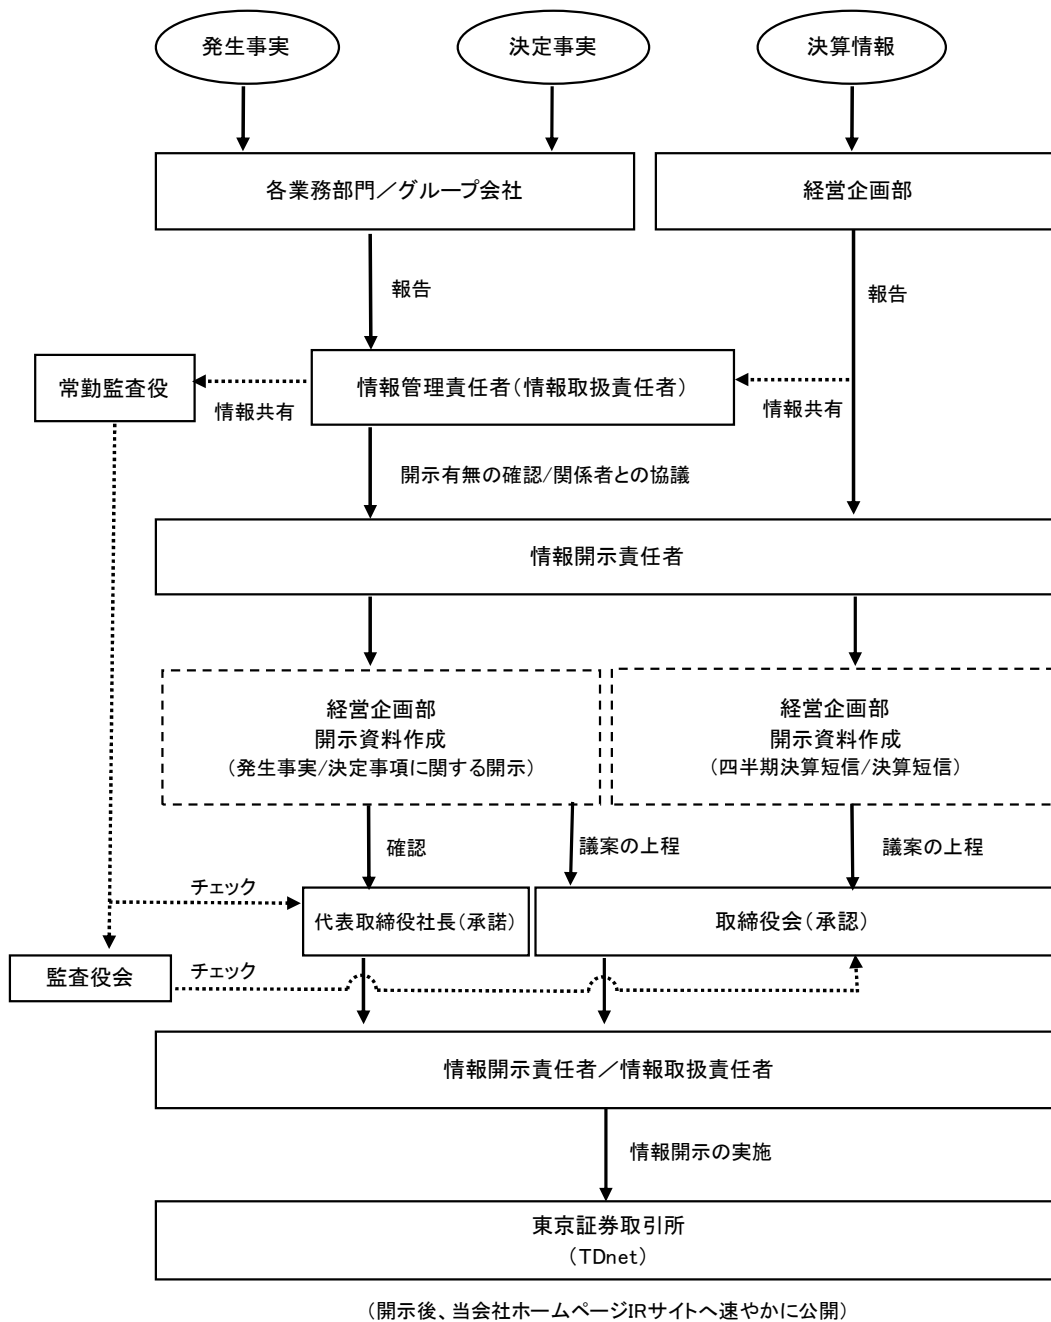 発生事実
決定事実
決算情報
各業務部門／グループ会社
経営企画部
報告
報告
常勤監査役
情報管理責任者（情報取扱責任者）
情報共有
情報共有
開示有無の確認/関係者との協議
情報開示責任者
経営企画部
開示資料作成
（発生事実/決定事項に関する開示）
経営企画部
開示資料作成
（四半期決算短信/決算短信）
確認
議案の上程
議案の上程
チェック
代表取締役社長（承諾）
取締役会（承認）
監査役会
チェック
情報開示責任者／情報取扱責任者
情報開示の実施
東京証券取引所
（TDnet）
（開示後、当会社ホームページIRサイトへ速やかに公開）